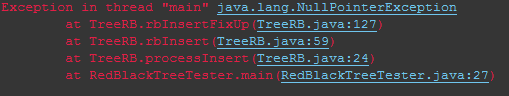 Exception in thread "main" java.lang.NullPointerException
at TreeRB.rbInsertFixUp(TreeRB.java:127)
at TreeRB.rbInsert(TreeRB.java:59)
at TreeRB.processInsert(TreeRB.java:24)
at RedBlackTreeTester.main(RedBlackTreeTester.java:27)